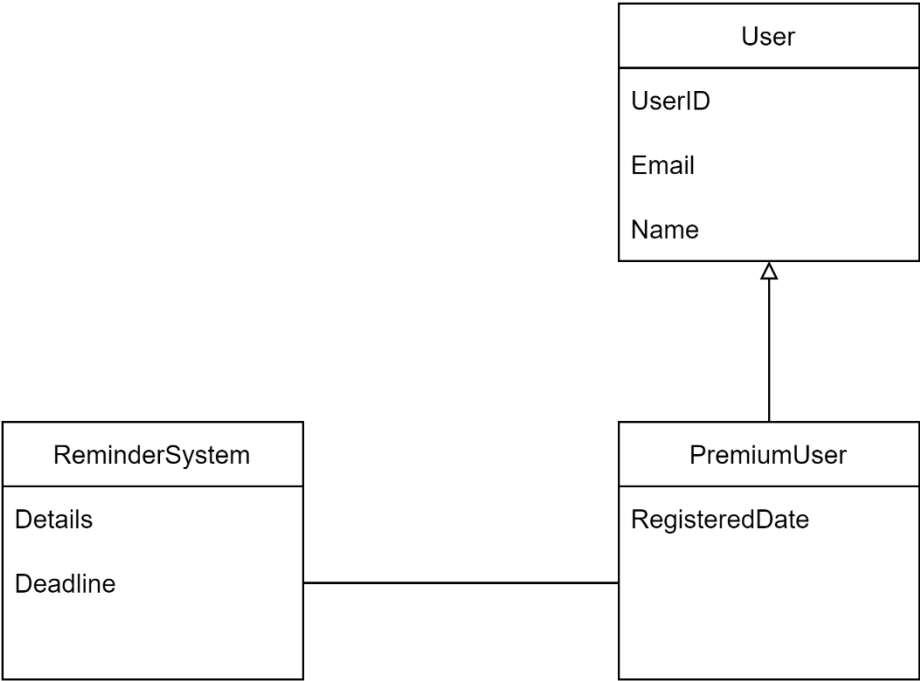 User
UserID
Email
Name
ReminderSystem
Details
Deadline
PremiumUser
RegisteredDate